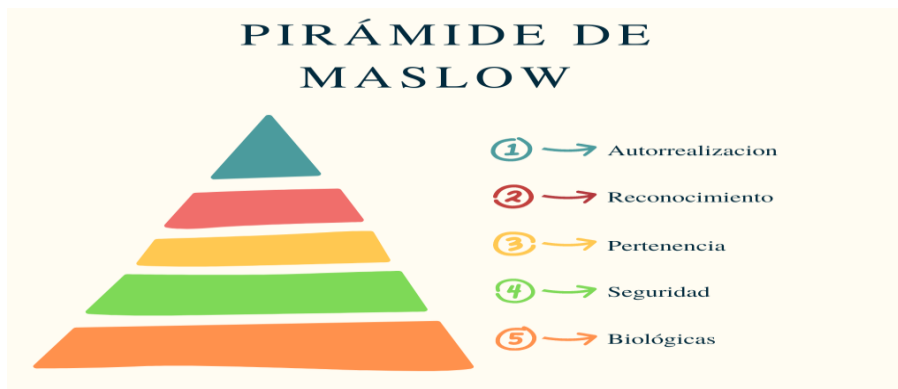 PIRÁMIDE DE
MASLOW
1 Autorrealizacion
2 Reconocimiento
3 Pertenencia
4 Seguridad
5 Biológicas